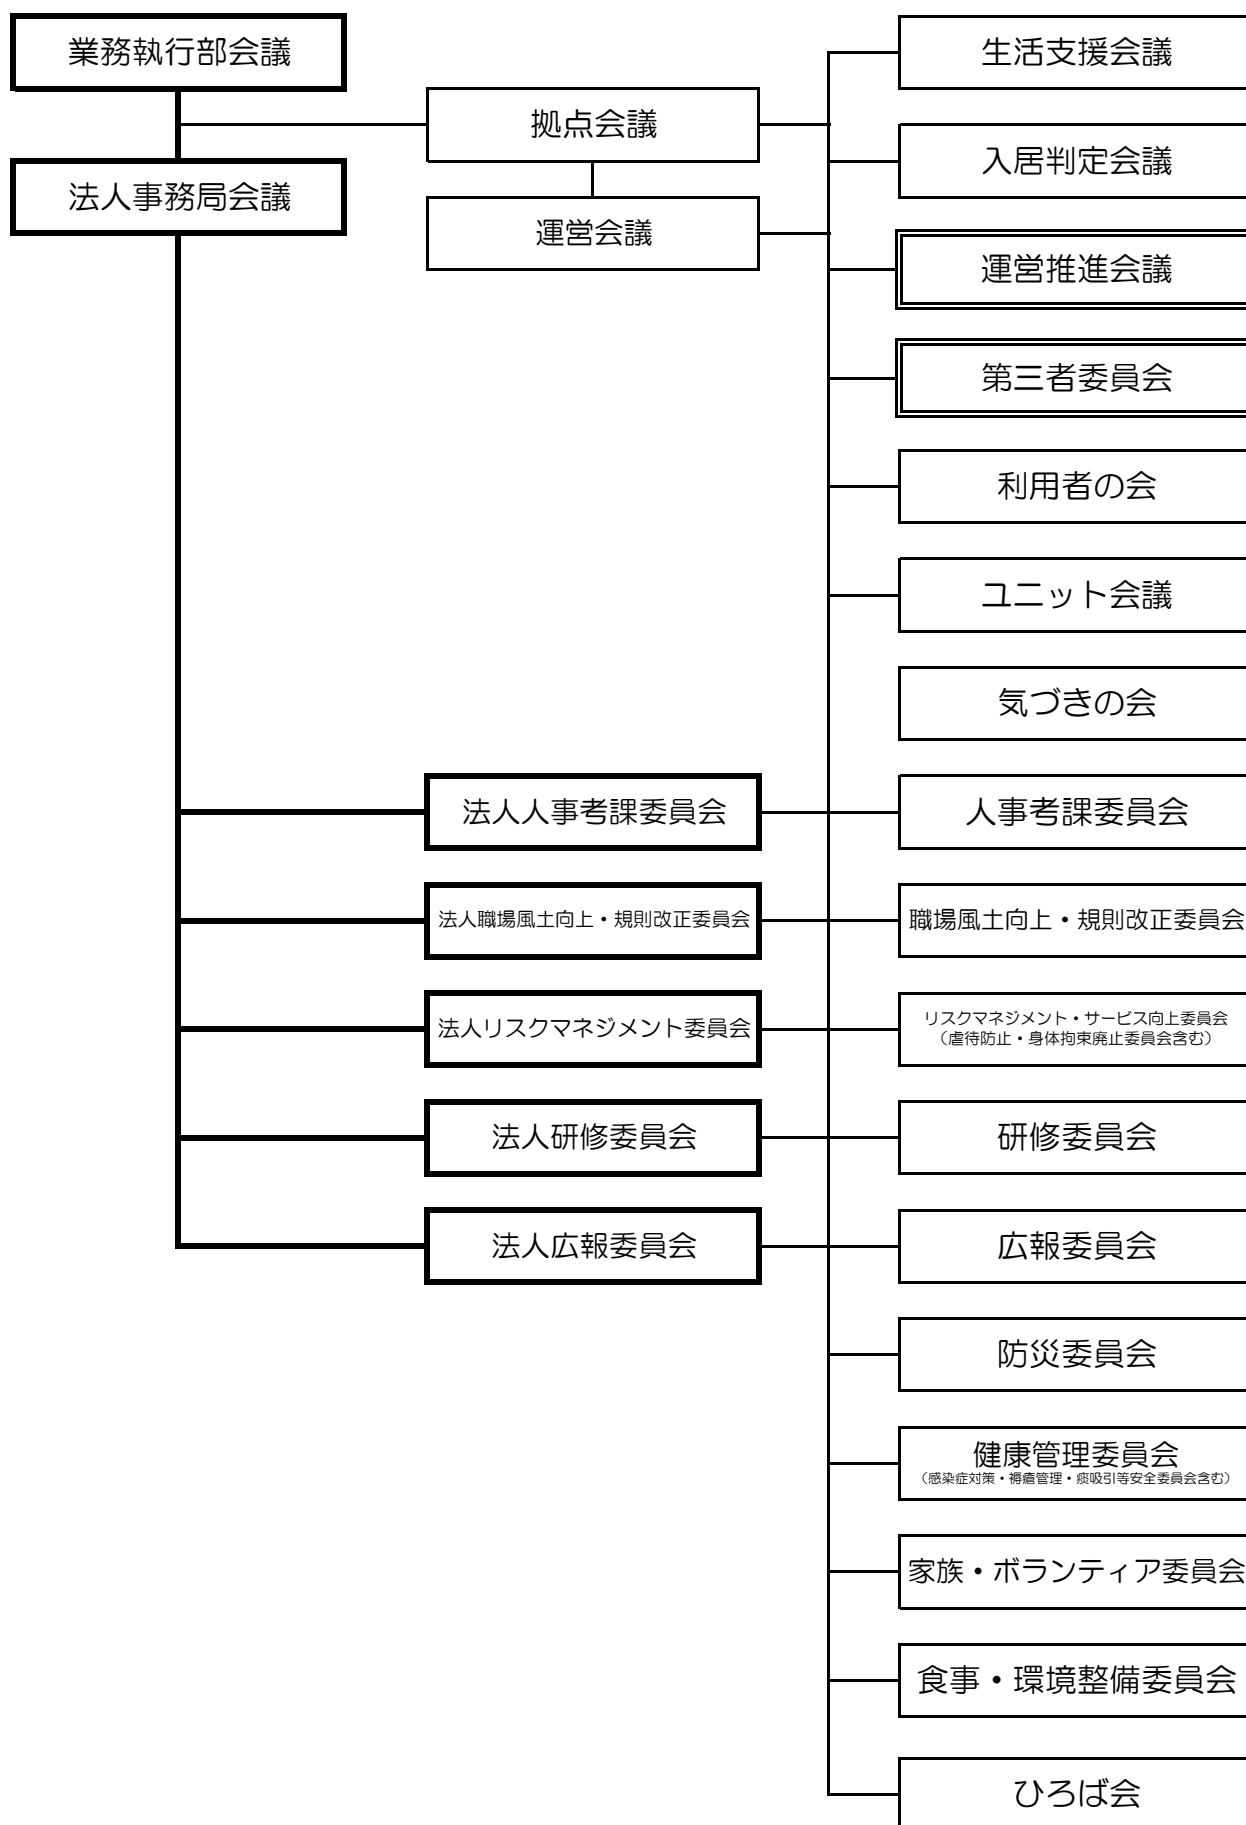 業務執行部会議
法人事務局会議
拠点会議
運営会議
法人人事考課委員会
法人職場風土向上・規則改正委員会
法人リスクマネジメント委員会
法人研修委員会
法人広報委員会
生活支援会議
入居判定会議
運営推進会議
第三者委員会
利用者の会
ユニット会議
気づきの会
人事考課委員会
職場風土向上・規則改正委員会
リスクマネジメント・サービス向上委員会
（虐待防止・身体拘束廃止委員会含む）
研修委員会
広報委員会
防災委員会
健康管理委員会
（感染症対策・褥瘡管理・痰吸引等安全委員会含む）
家族・ボランティア委員会
食事・環境整備委員会
ひろば会